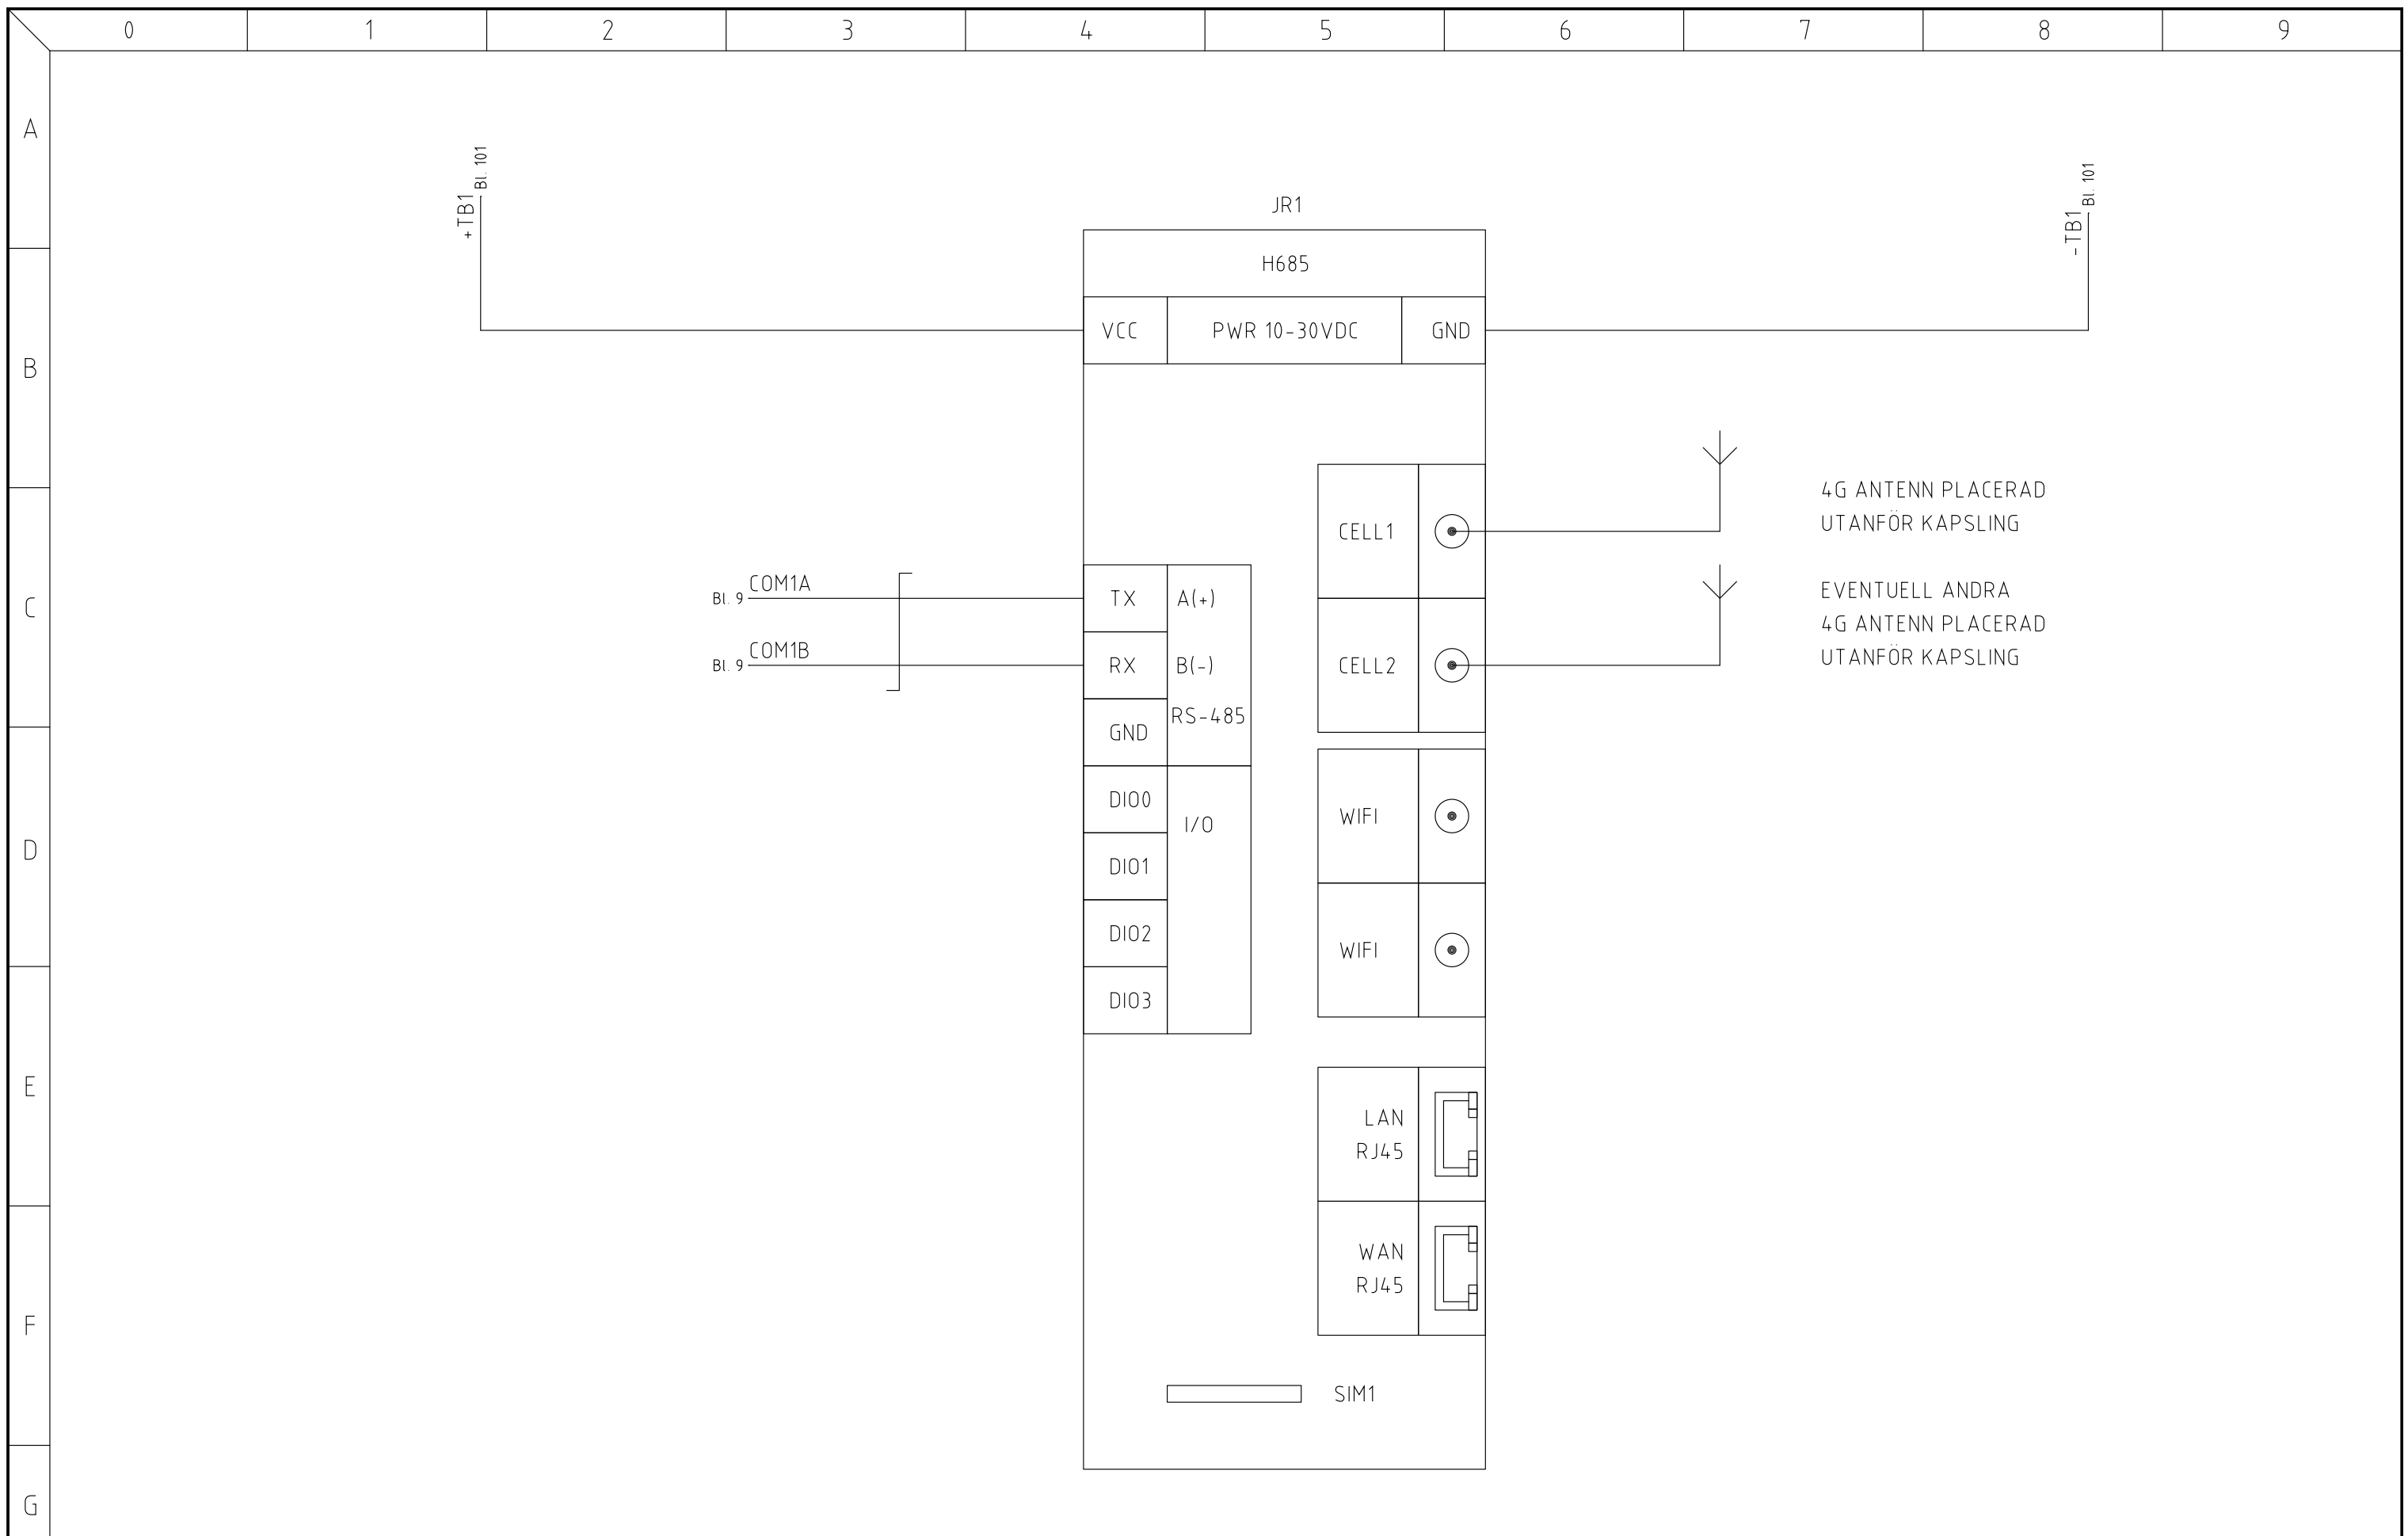 0 1 2 3 4 5 6 7 8 9
A
+TB1
Bl. 101
-TB1
Bl. 101
JR1
H685
B
VCC PWR 10-30VDC GND
4G ANTENN PLACERAD
UTANFÖR KAPSLING
CELL1
C
Bl. 9 COM1A
TX A(+)
EVENTUELL ANDRA
4G ANTENN PLACERAD
UTANFÖR KAPSLING
Bl. 9 COM1B
RX B(-)
CELL2
RS-485
GND
D
DIO0
I/O
WIFI
DIO1
DIO2
WIFI
DIO3
E
LAN
RJ45
WAN
RJ45
F
SIM1
G